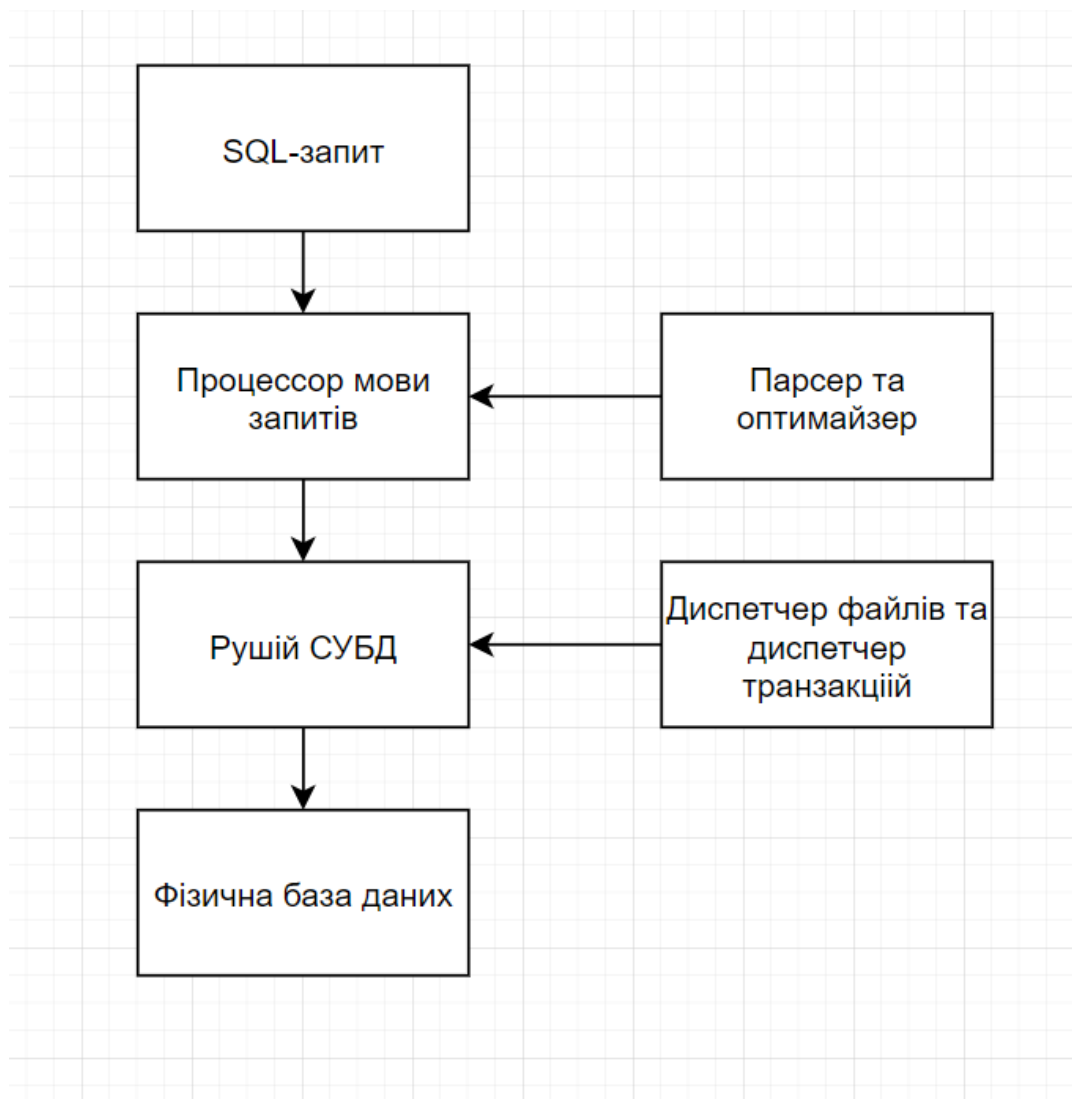 SQL-запит
Процессор мови
запитів
Парсер та
оптимайзер
Рушій СУБД
Диспетчер файлів та
диспетчер
транзакціій
Фізична база даних